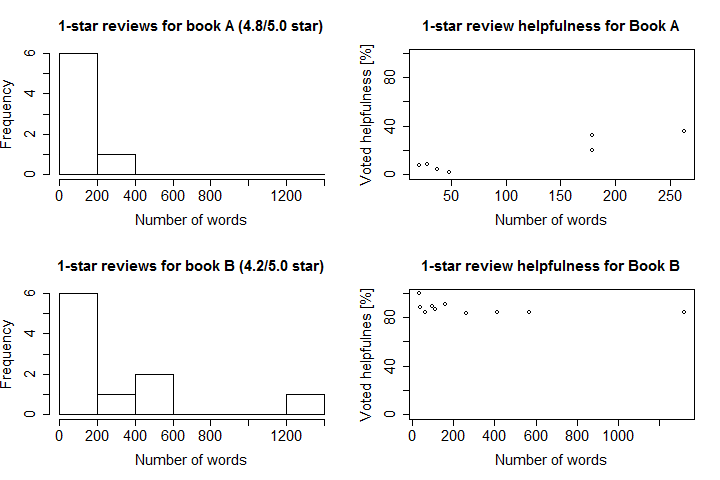 1-star reviews for book A (4.8/5.0 star)
Frequency
0 2 4 6
0 200 400 600 800 1200
Number of words
1-star review helpfulness for Book A
Voted helpfulness [%]
0 40 80
50 100 150 200 250
Number of words
1-star reviews for book B (4.2/5.0 star)
Frequency
0 2 4 6
0 200 400 600 800 1200
Number of words
1-star review helpfulness for Book B
Voted helpfulnes [%]
0 40 80
0 200 400 600 800 1000
Number of words